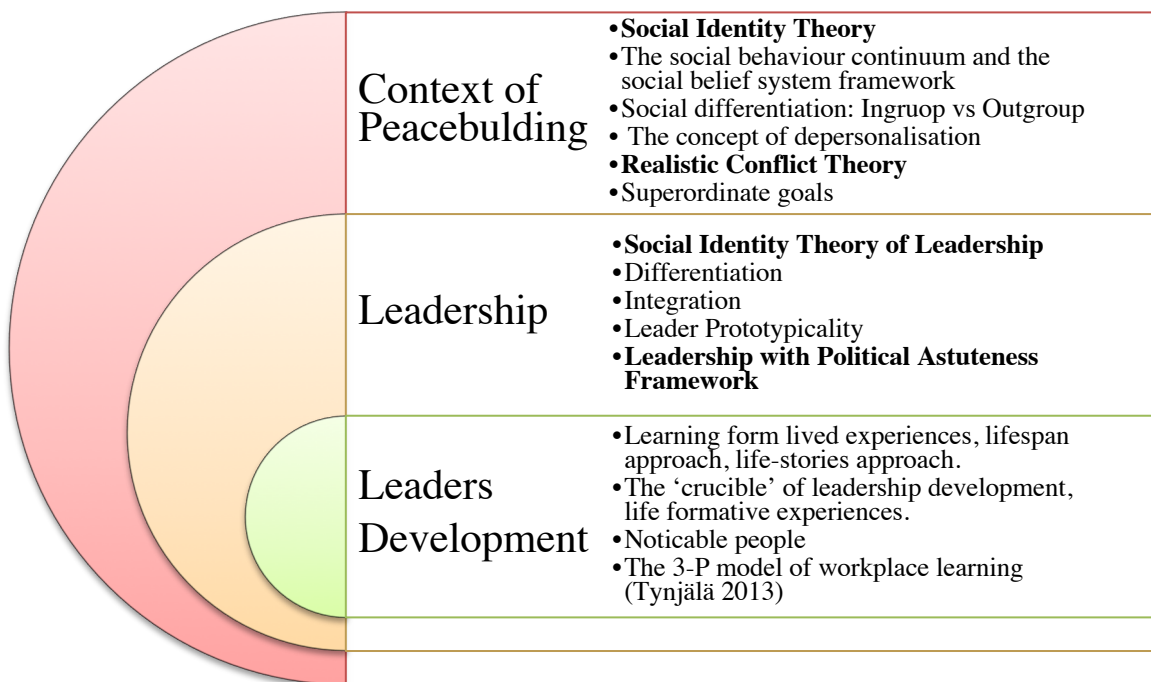 Context of
Peacebulding
•Social Identity Theory
•The social behaviour continuum and the
social belief system framework
•Social differentiation: Ingruop vs Outgroup
• The concept of depersonalisation
•Realistic Conflict Theory
•Superordinate goals
Leadership
•Social Identity Theory of Leadership
•Differentiation
•Integration
•Leader Prototypicality
•Leadership with Political Astuteness
Framework
Leaders
Development
•Learning form lived experiences, lifespan
approach, life-stories approach.
•The ‘crucible’ of leadership development,
life formative experiences.
•Noticable people
•The 3-P model of workplace learning
(Tynjälä 2013)